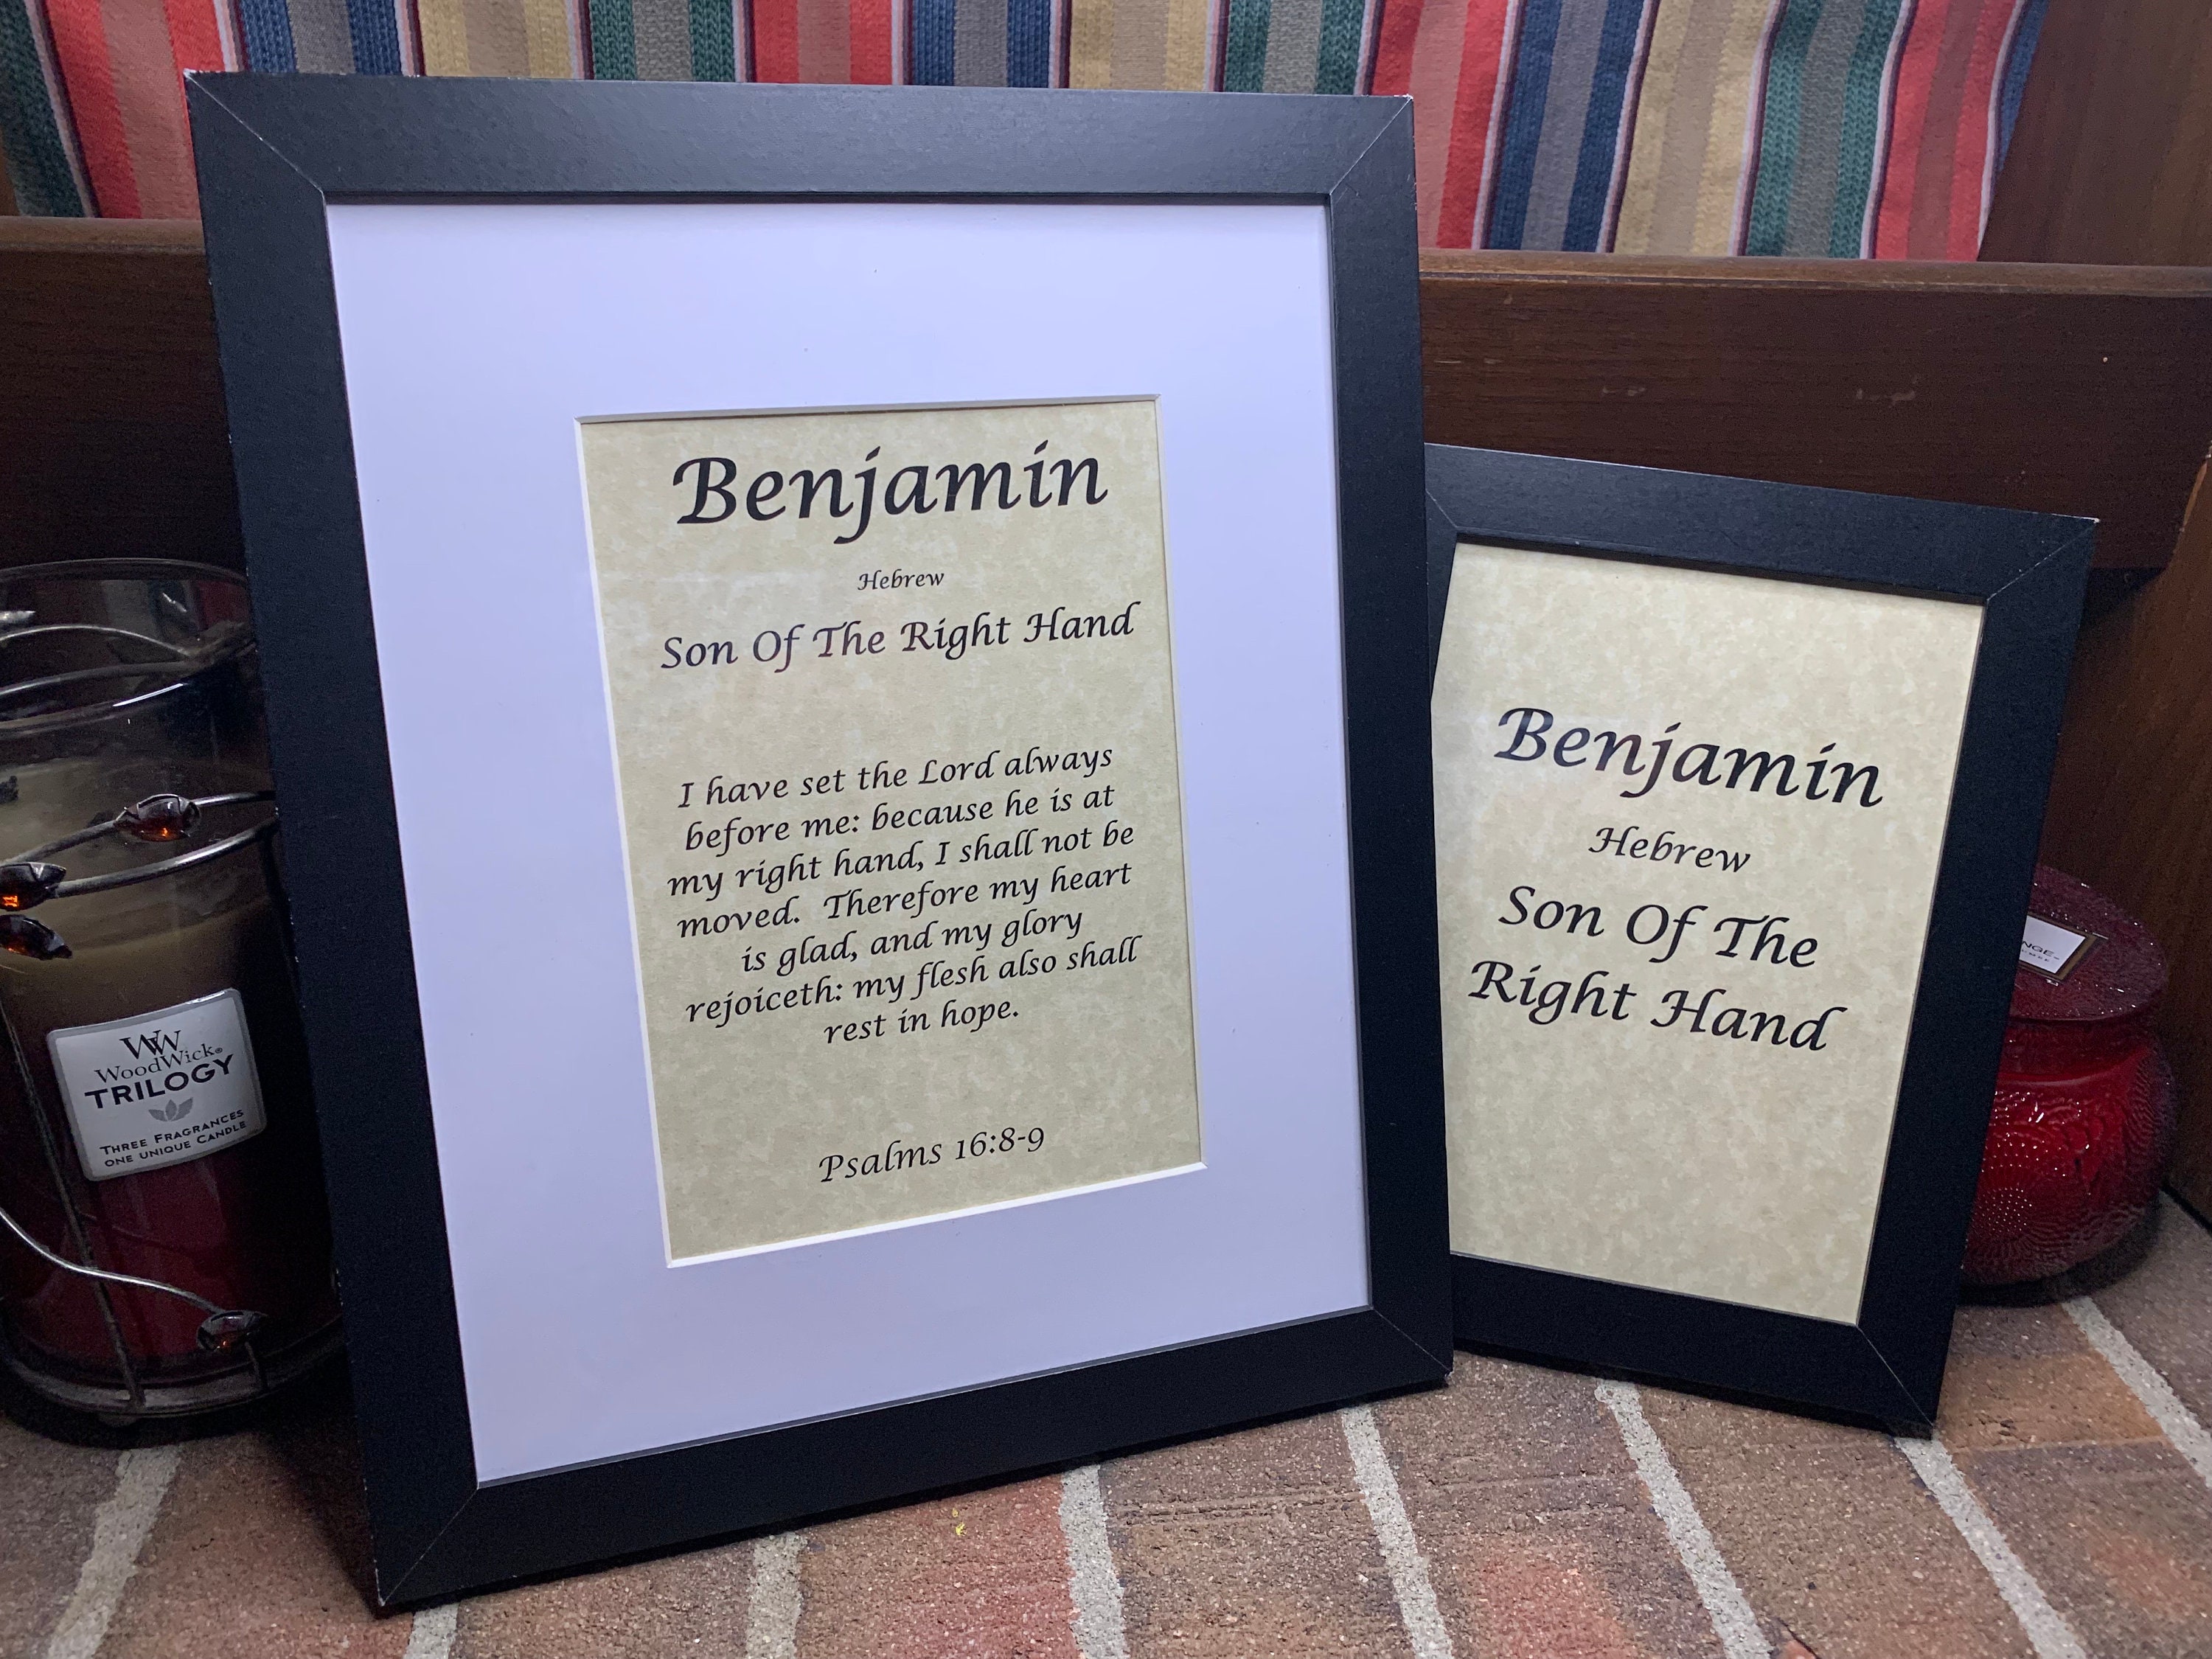 Benjamin
Hebrew
Son Of The Right Hand
I have set the Lord always
before me: because he is at
my right hand, I shall not be
moved. Therefore my heart
is glad, and my glory
rejoiceth: my flesh also shall
rest in hope.
Psalms 16:8-9
Benjamin
Hebrew
Son Of The
Right Hand
WW
WoodWick®
TRILOGY
THREE FRAGRANCES
ONE UNIQUE CANDLE